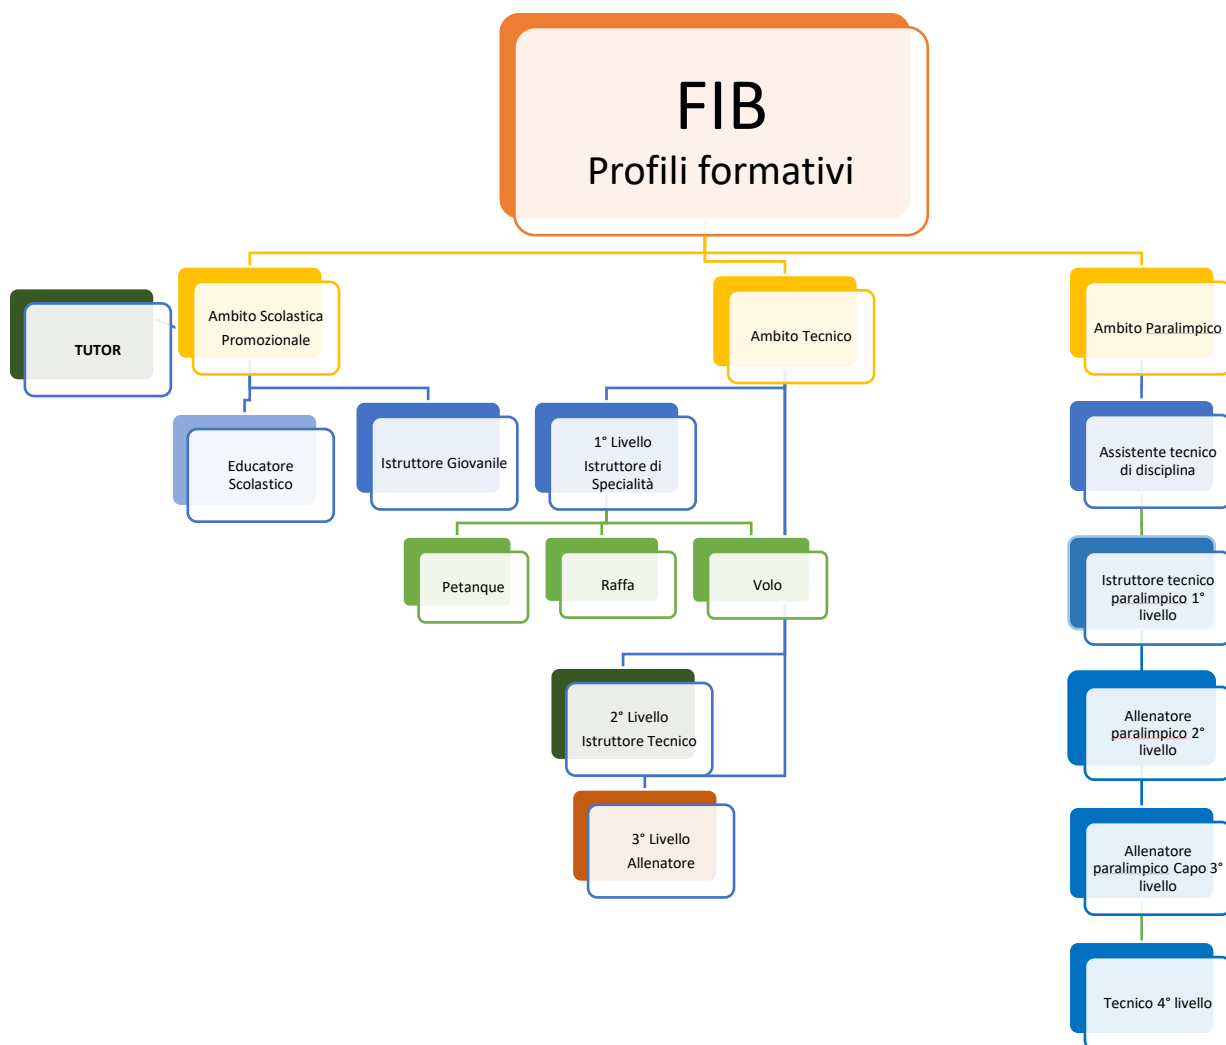 FIB
Profili formativi
TUTOR
Ambito Scolastica
Promozionale
Ambito Tecnico
Ambito Paralimpico
Educatore
Scolastico
Istruttore Giovanile
1° Livello
Istruttore di
Specialità
Assistente tecnico
di disciplina
Petanque
Raffa
Volo
Istruttore tecnico
paralimpico 1°
livello
2° Livello
Istruttore Tecnico
Allenatore
paralimpico 2°
livello
3° Livello
Allenatore
Allenatore
paralimpico Capo 3°
livello
Tecnico 4° livello